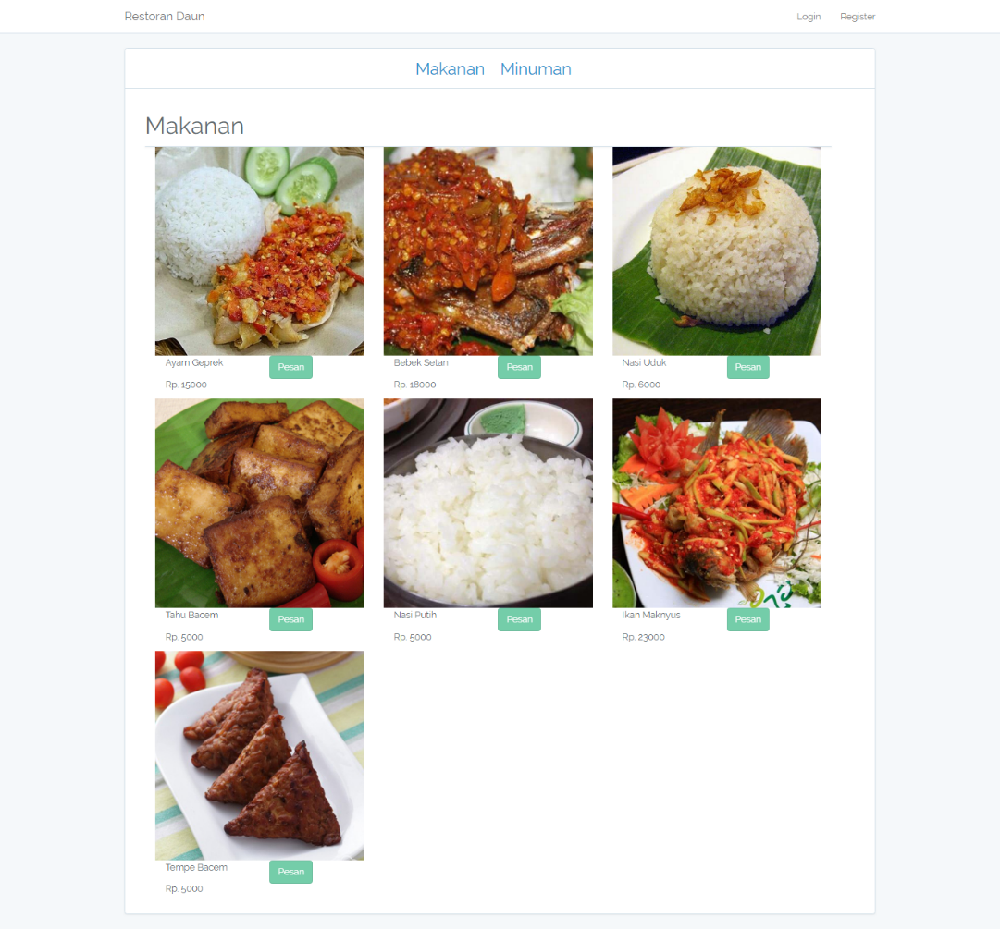 Restoran Daun
Login Register
Makanan Minuman
Makanan
Ayam Geprek
Pesan
Rp. 15000
Bebek Setan
Pesan
Rp. 18000
Nasi Uduk
Pesan
Rp. 6000
Tahu Bacem
Pesan
Rp. 5000
Nasi Putih
Pesan
Rp. 5000
Ikan Maknyus
Pesan
Rp. 23000
Tempe Bacem
Pesan
Rp. 5000